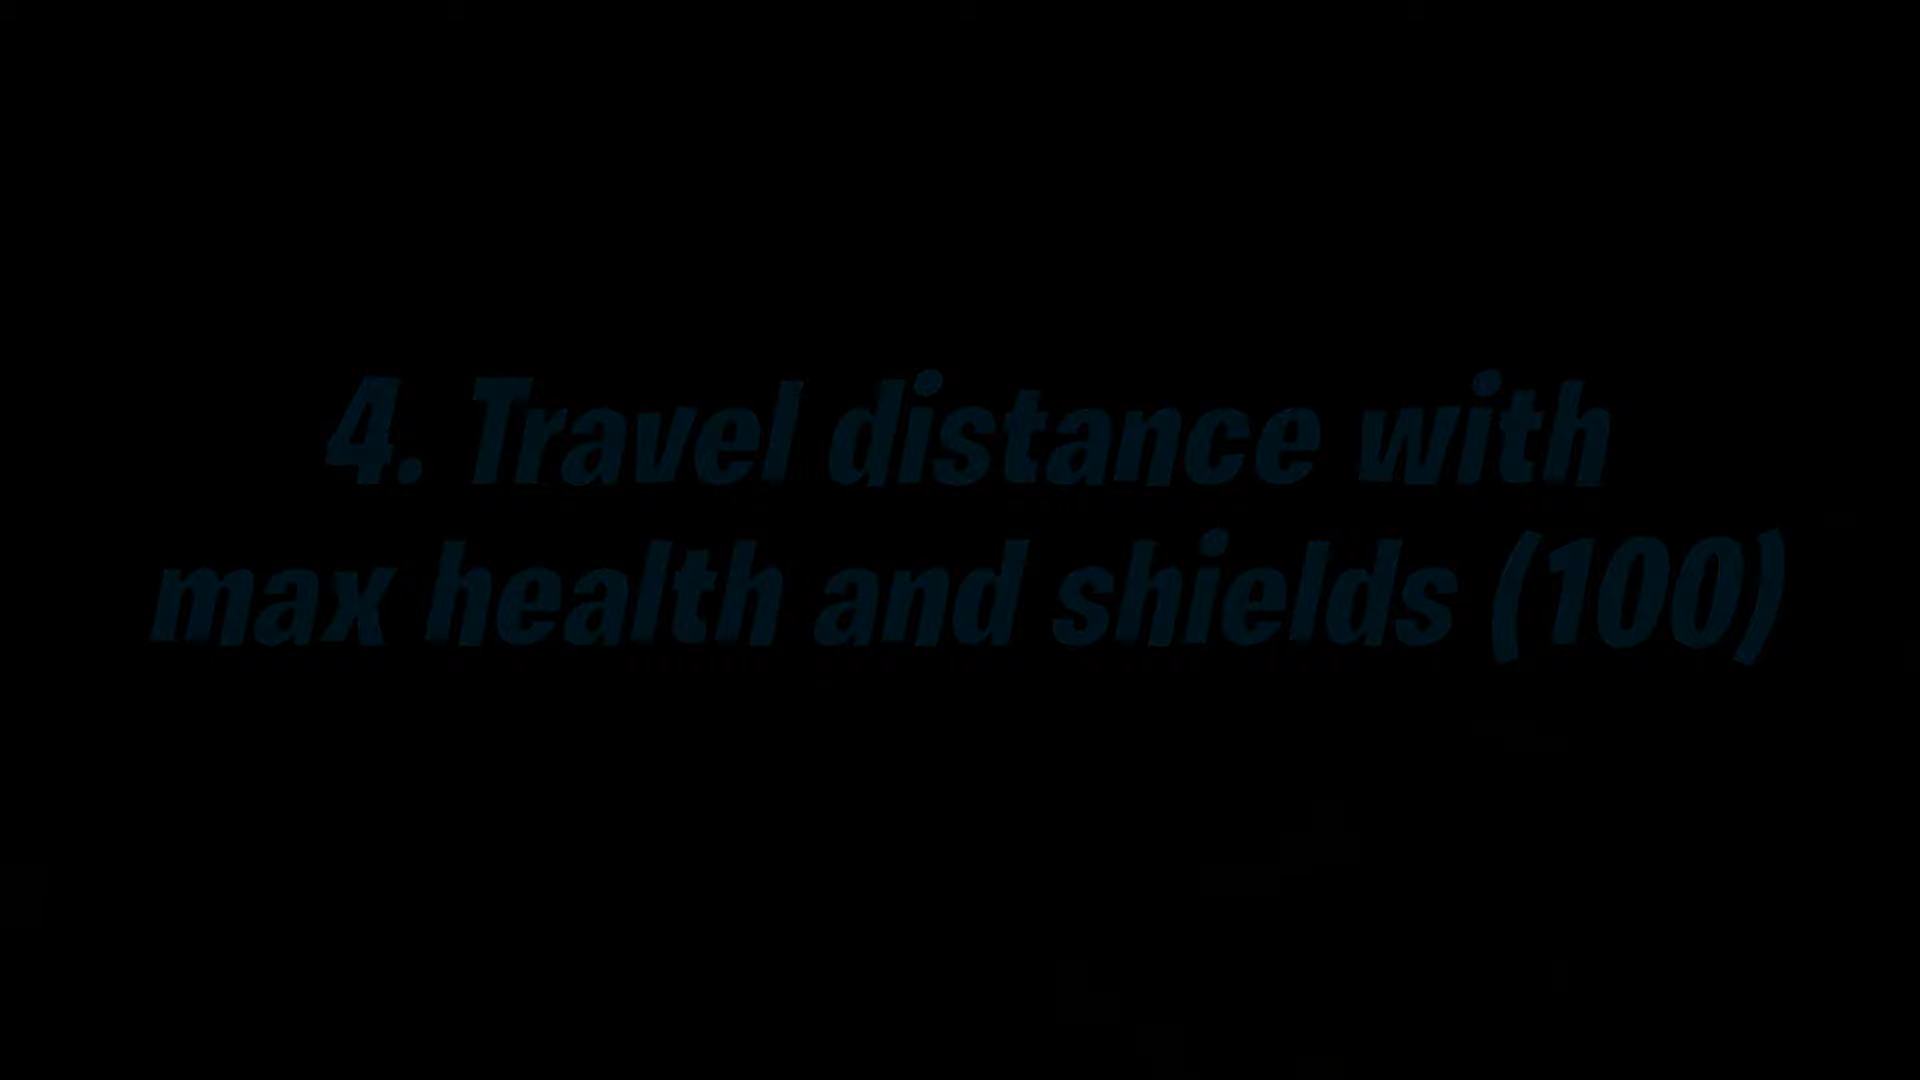 4. Travel distance with
max health and shields (100)